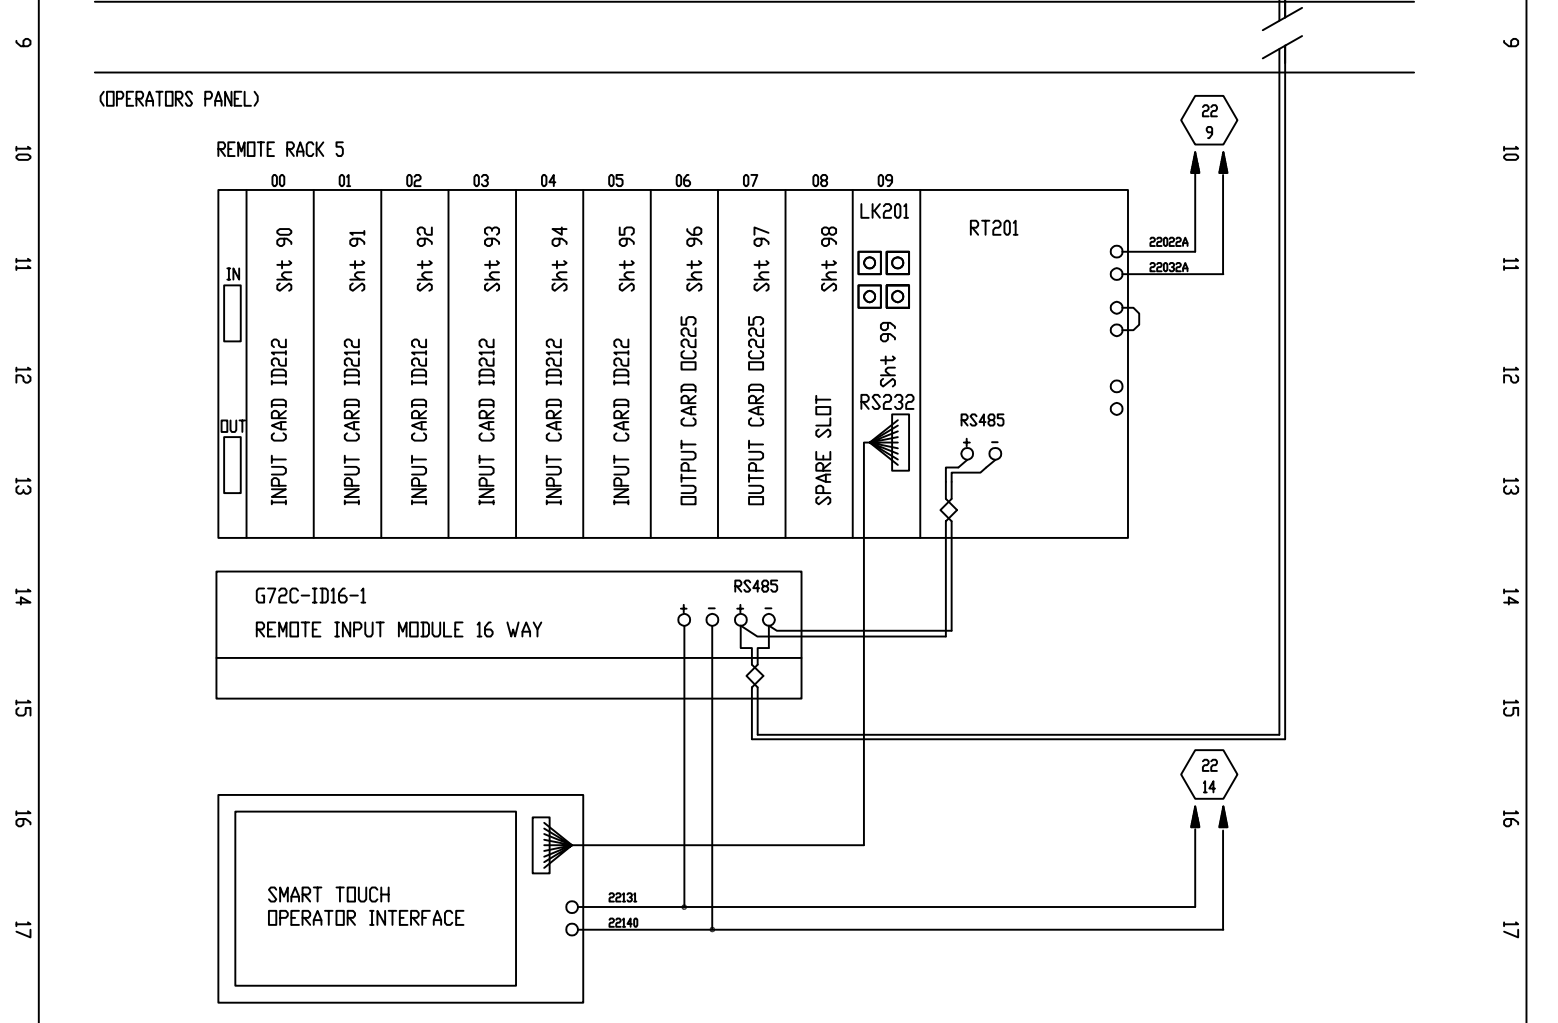 9
9
(OPERATORS PANEL)
22
9
10
REMOTE RACK 5
10
00 01 02 03 04 05 06 07 08 09
LK201
RT201
22022A
22032A
11
11
IN
OUT
INPUT CARD ID212 Sht 90
INPUT CARD ID212 Sht 91
INPUT CARD ID212 Sht 92
INPUT CARD ID212 Sht 93
INPUT CARD ID212 Sht 94
INPUT CARD ID212 Sht 95
OUTPUT CARD OC225 Sht 96
OUTPUT CARD OC225 Sht 97
SPARE SLOT Sht 98
Sht 99
12
12
RS232
RS485
+ -
13
13
14
14
G72C-ID16-1
RS485
+ - + -
REMOTE INPUT MODULE 16 WAY
15
15
22
14
16
16
SMART TOUCH
OPERATOR INTERFACE
22131
22140
17
17